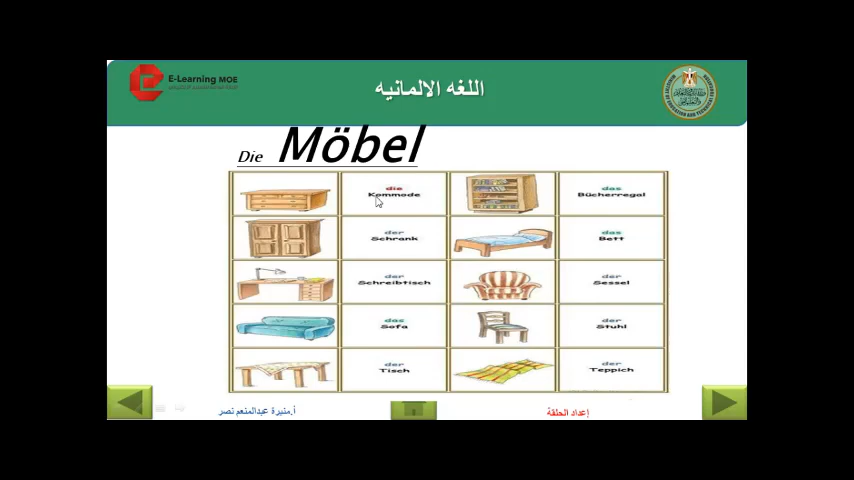 E-Learning MOE
اللغه الالمانيه
Die Möbel
die
Kommode
das
Bücherregal
der
Schrank
das
Bett
der
Schreibtisch
der
Sessel
das
Sofa
der
Stuhl
der
Tisch
der
Teppich
إعداد الحلقة
أ.منيرة عبدالمنعم نصر